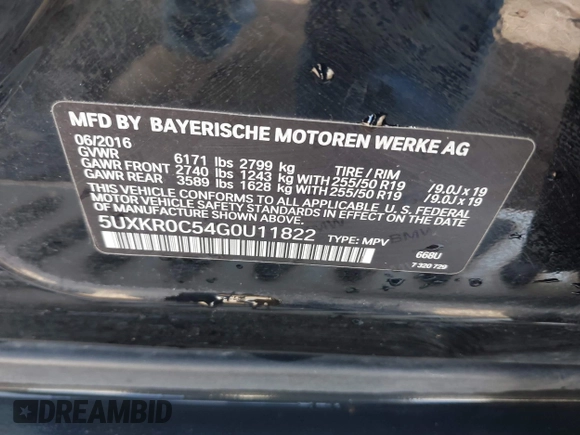 MFD BY BAYERISCHE MOTOREN WERKE AG
06/2016
GVWR 6171 lbs 2799 kg TIRE / RIM
GAWR FRONT 2740 lbs 1243 kg WITH 255/50 R19 /9.0J x 19
GAWR REAR 3589 lbs 1628 kg WITH 255/50 R19 /9.0J x 19
THIS VEHICLE CONFORMS TO ALL APPLICABLE U. S. FEDERAL
MOTOR VEHICLE SAFETY STANDARDS IN EFFECT ON THE DATE
OF MANUFACTURE SHOWN ABOVE.
5UXKR0C54G0U11822 TYPE: MPV
668U
7 320 729
DREAMBID